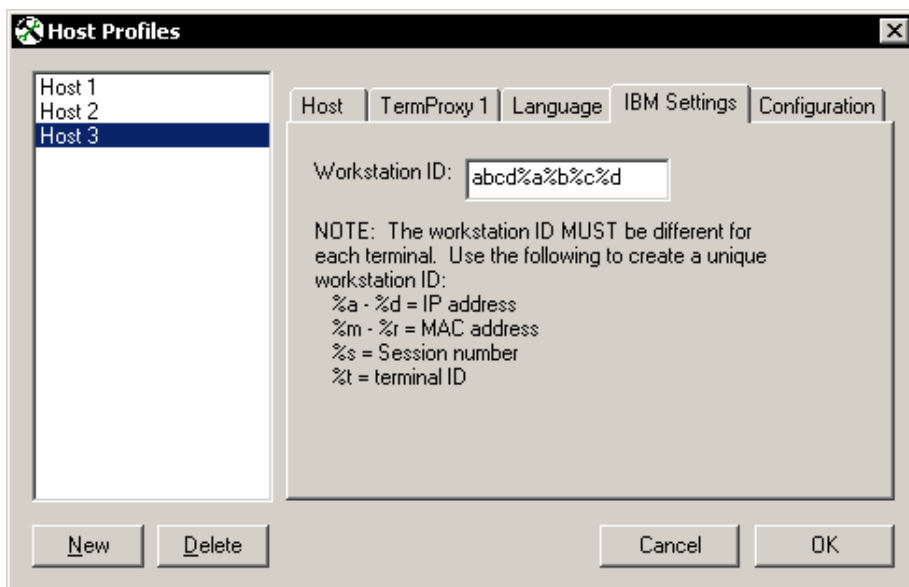 Host Profiles
Host 1
Host 2
Host 3
Host TermProxy 1 Language IBM Settings Configuration
Workstation ID: abcd%a%b%c%d
NOTE:  The workstation ID MUST be different for
each terminal.  Use the following to create a unique
workstation ID:
%a - %d = IP address
%m - %r = MAC address
%s = Session number
%t = terminal ID
New Delete Cancel OK